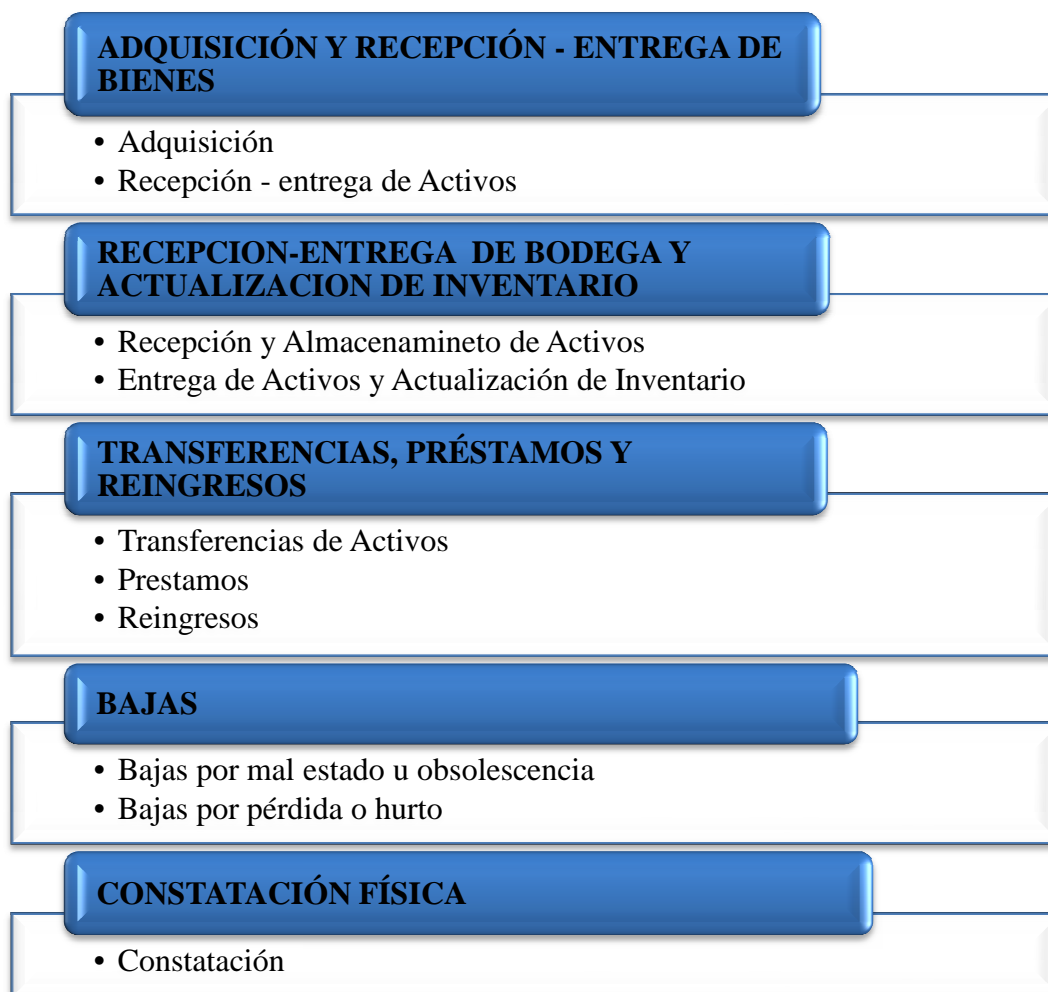 ADQUISICIÓN Y RECEPCIÓN - ENTREGA DE
BIENES
• Adquisición
• Recepción - entrega de Activos
RECEPCION-ENTREGA DE BODEGA Y
ACTUALIZACION DE INVENTARIO
• Recepción y Almacenamineto de Activos
• Entrega de Activos y Actualización de Inventario
TRANSFERENCIAS, PRÉSTAMOS Y
REINGRESOS
• Transferencias de Activos
• Prestamos
• Reingresos
BAJAS
• Bajas por mal estado u obsolescencia
• Bajas por pérdida o hurto
CONSTATACIÓN FÍSICA
• Constatación